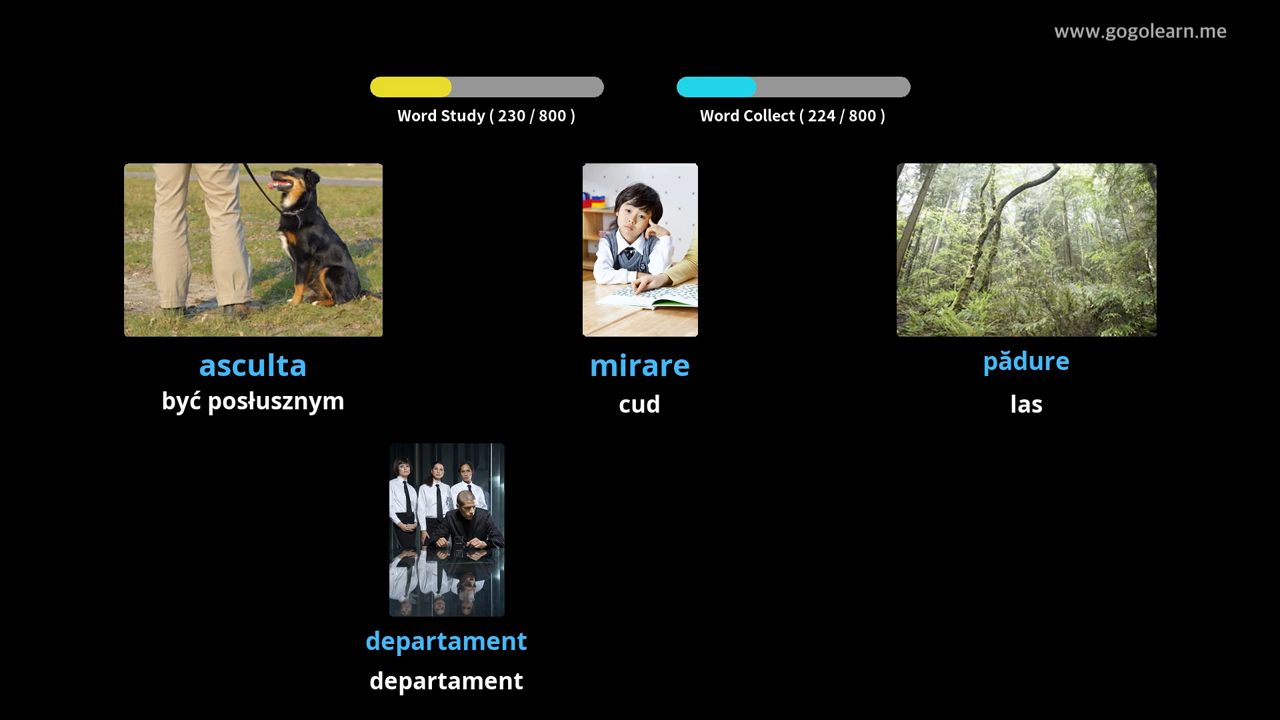 www.gogolearn.me
Word Study ( 230 / 800 )
Word Collect ( 224 / 800 )
asculta
być posłusznym
mirare
cud
pădure
las
departament
departament